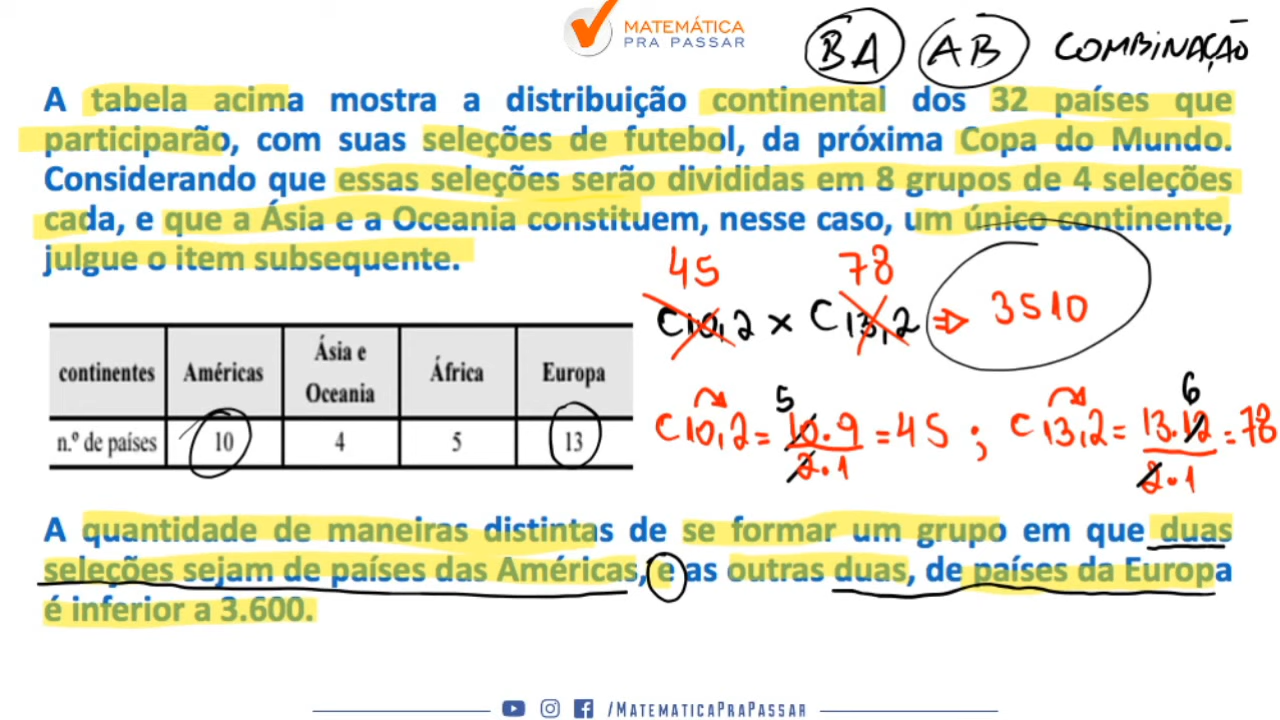 MATEMÁTICA
PRA PASSAR
BA AB COMBINAÇÃO
A tabela acima mostra a distribuição continental dos 32 países que
participarão, com suas seleções de futebol, da próxima Copa do Mundo.
Considerando que essas seleções serão divididas em 8 grupos de 4 seleções
cada, e que a Ásia e a Oceania constituem, nesse caso, um único continente,
julgue o item subsequente.
45 78
C10,2 x C13,2 => 3510
continentes Américas Ásia e Oceania África Europa
n.º de países 10 4 5 13
5 6
C10,2 = 10.9 = 45 ; C13,2 = 13.12 = 78
2.1 2.1
A quantidade de maneiras distintas de se formar um grupo em que duas
seleções sejam de países das Américas, e as outras duas, de países da Europa
é inferior a 3.600.
/MatematicaPraPassar